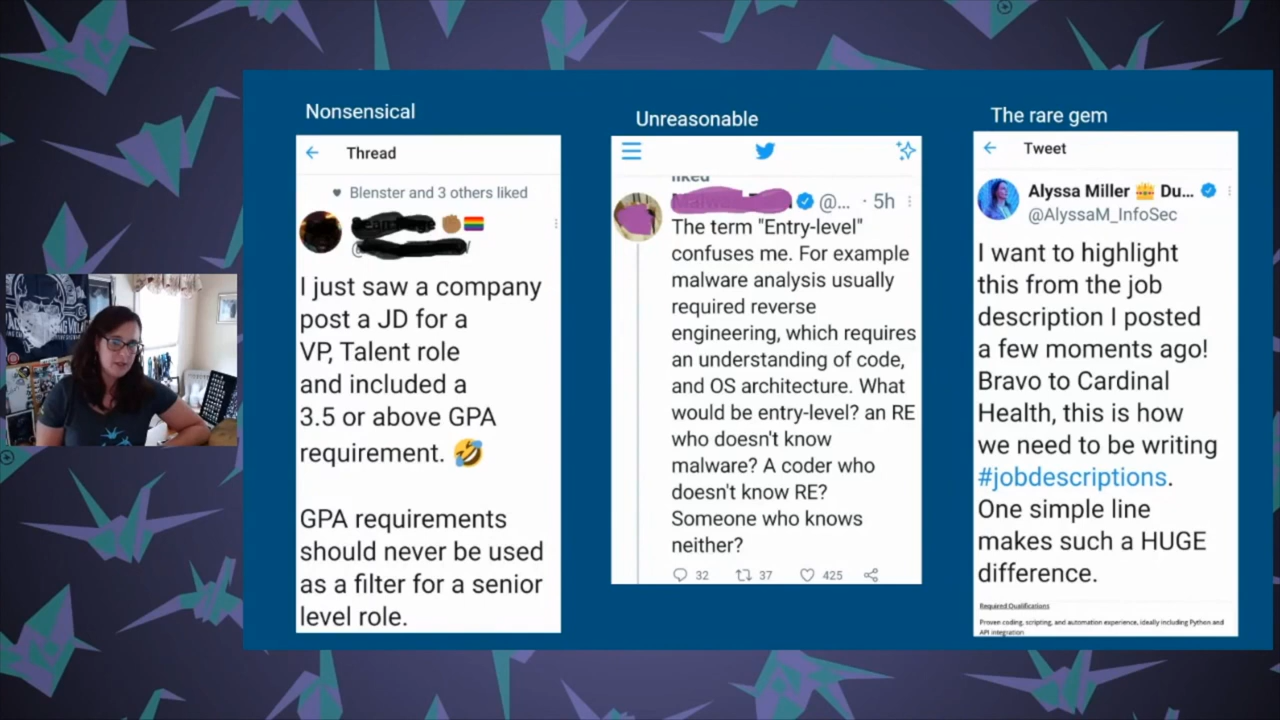 Nonsensical
Thread
Blenster and 3 others liked
I just saw a company
post a JD for a
VP, Talent role
and included a
3.5 or above GPA
requirement. 🤣
GPA requirements
should never be used
as a filter for a senior
level role.
Unreasonable
liked
@... · 5h
The term "Entry-level"
confuses me. For example
malware analysis usually
required reverse
engineering, which requires
an understanding of code,
and OS architecture. What
would be entry-level? an RE
who doesn't know
malware? A coder who
doesn't know RE?
Someone who knows
neither?
32 37 425
The rare gem
Tweet
Alyssa Miller 👑 Du...
@AlyssaM_InfoSec
I want to highlight
this from the job
description I posted
a few moments ago!
Bravo to Cardinal
Health, this is how
we need to be writing
#jobdescriptions.
One simple line
makes such a HUGE
difference.
Required Qualifications
Proven coding, scripting, and automation experience, ideally including Python and
API integration